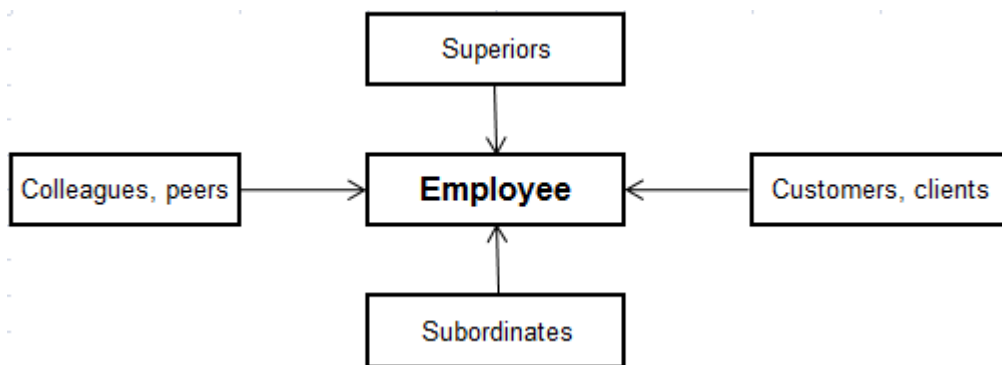 Superiors
Colleagues, peers
Employee
Customers, clients
Subordinates